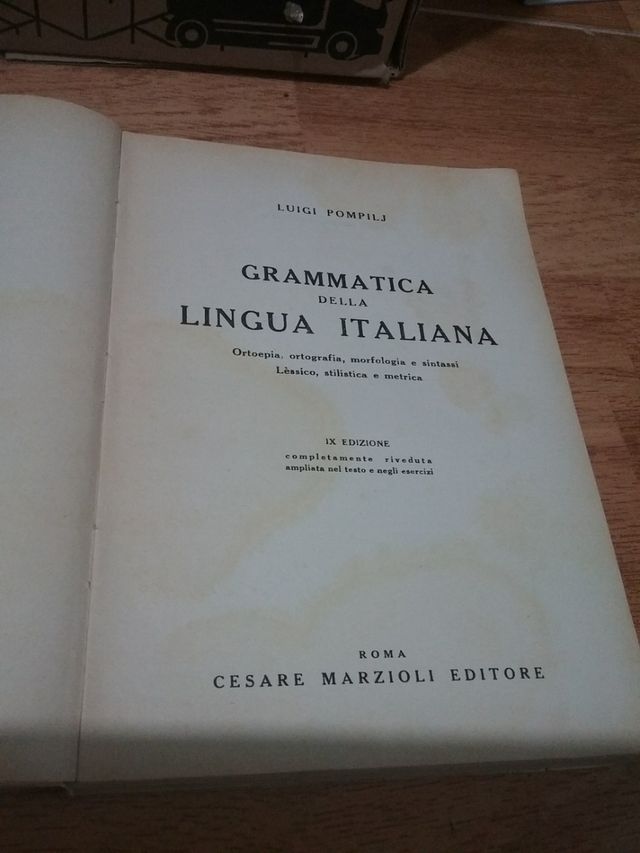 LUIGI POMPILJ
GRAMMATICA
DELLA
LINGUA ITALIANA
Ortoepia, ortografia, morfologia e sintassi
Lèssico, stilistica e metrica
IX EDIZIONE
completamente riveduta
ampliata nel testo e negli esercizi
ROMA
CESARE MARZIOLI EDITORE